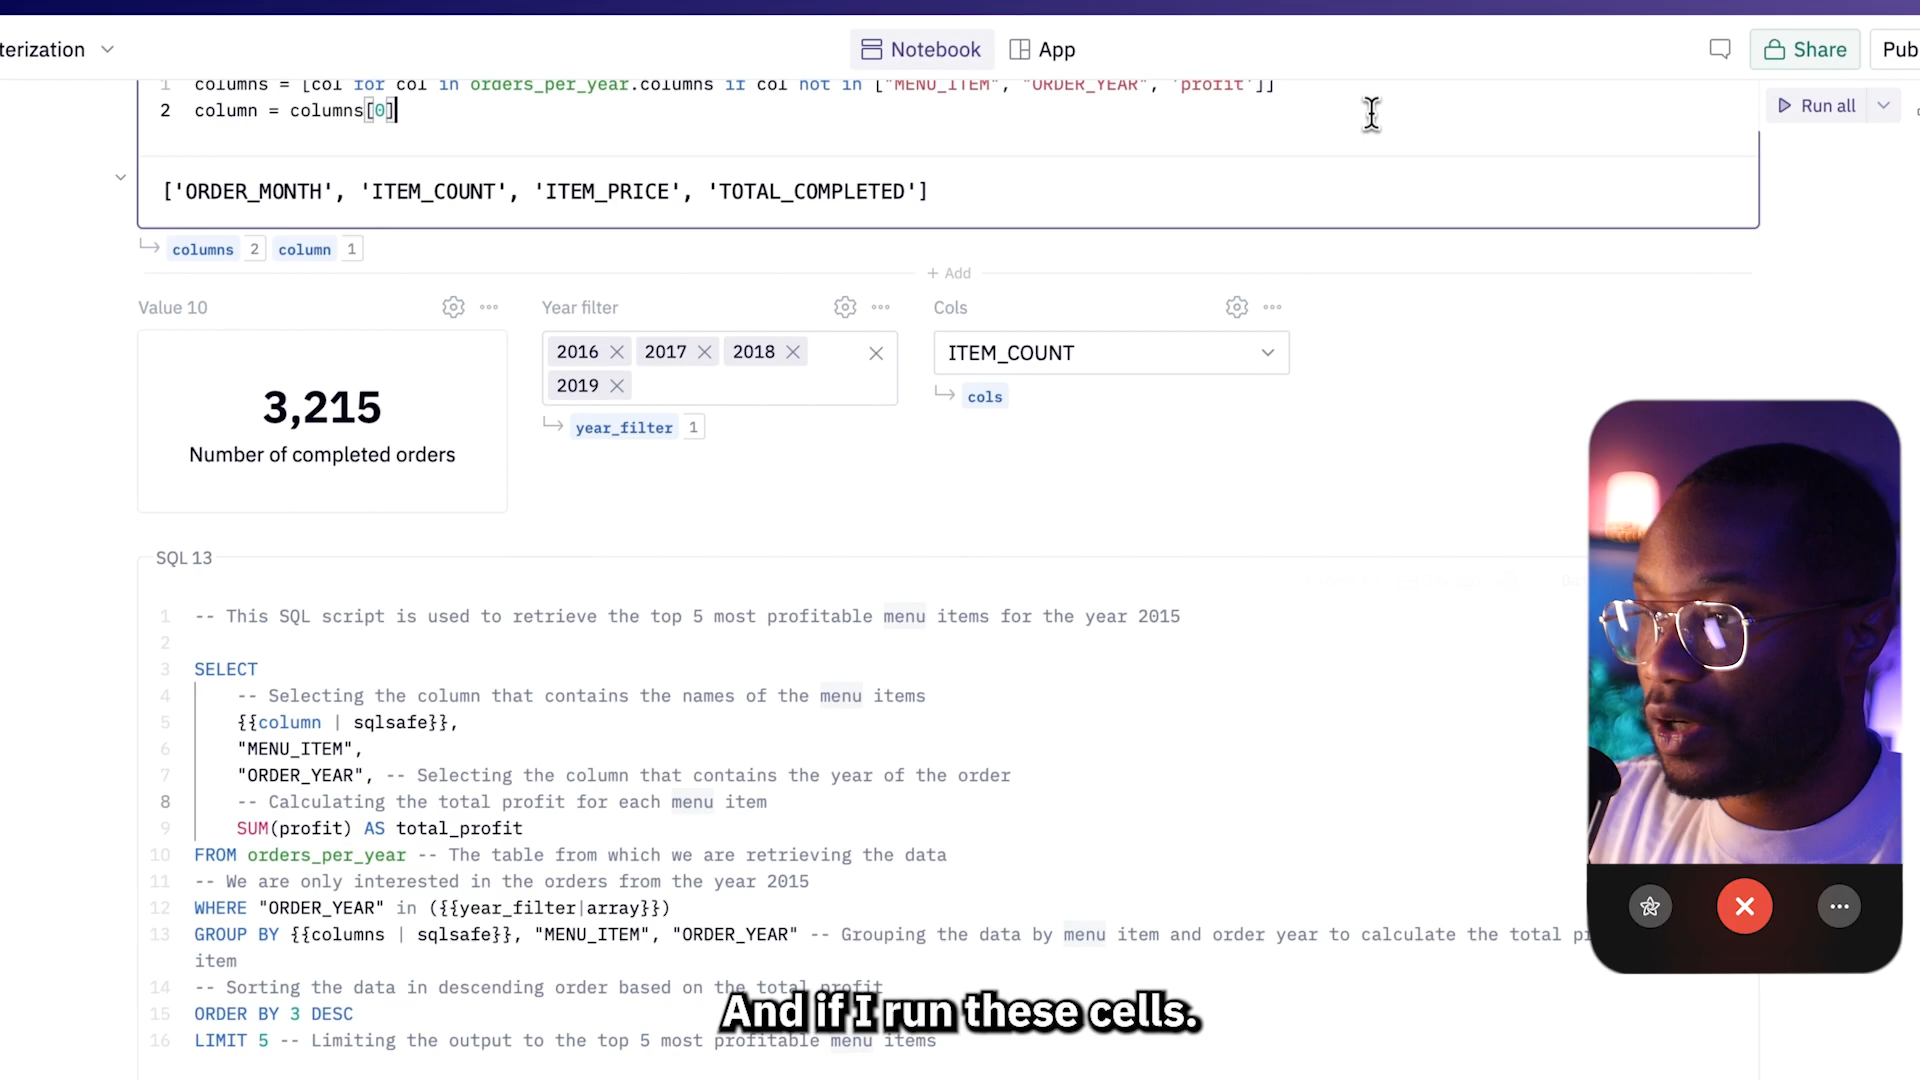 terization
Notebook
App
Share
Pub
1 columns = [col for col in orders_per_year.columns if col not in ["MENU_ITEM", "ORDER_YEAR", 'profit']]
2 column = columns[0]
Run all
['ORDER_MONTH', 'ITEM_COUNT', 'ITEM_PRICE', 'TOTAL_COMPLETED']
columns 2 column 1
+ Add
Value 10
Year filter
Cols
3,215
Number of completed orders
2016 2017 2018
2019
year_filter 1
ITEM_COUNT
cols
SQL 13
1 -- This SQL script is used to retrieve the top 5 most profitable menu items for the year 2015
2
3 SELECT
4 -- Selecting the column that contains the names of the menu items
5 {{column | sqlsafe}},
6 "MENU_ITEM",
7 "ORDER_YEAR", -- Selecting the column that contains the year of the order
8 -- Calculating the total profit for each menu item
9 SUM(profit) AS total_profit
10 FROM orders_per_year -- The table from which we are retrieving the data
11 -- We are only interested in the orders from the year 2015
12 WHERE "ORDER_YEAR" in ({{year_filter|array}})
13 GROUP BY {{columns | sqlsafe}}, "MENU_ITEM", "ORDER_YEAR" -- Grouping the data by menu item and order year to calculate the total
item
14 -- Sorting the data in descending order based on the total profit
15 ORDER BY 3 DESC
16 LIMIT 5 -- Limiting the output to the top 5 most profitable menu items
And if I run these cells.